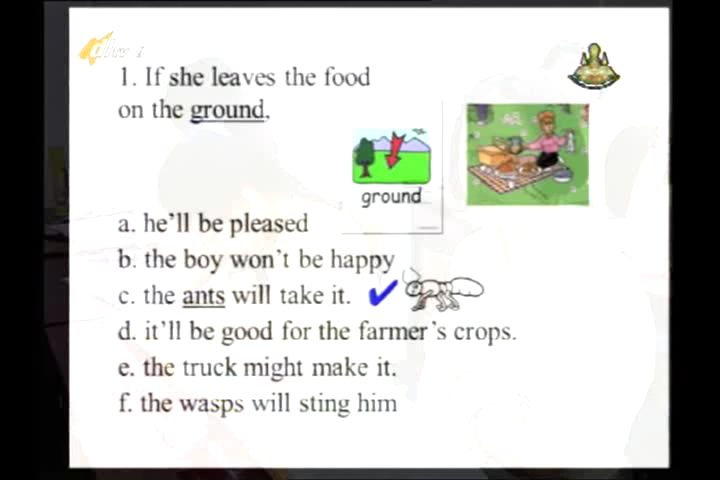 1. If she leaves the food
on the ground,
ground
a. he'll be pleased
b. the boy won't be happy
c. the ants will take it.
d. it'll be good for the farmer's crops.
e. the truck might make it.
f. the wasps will sting him